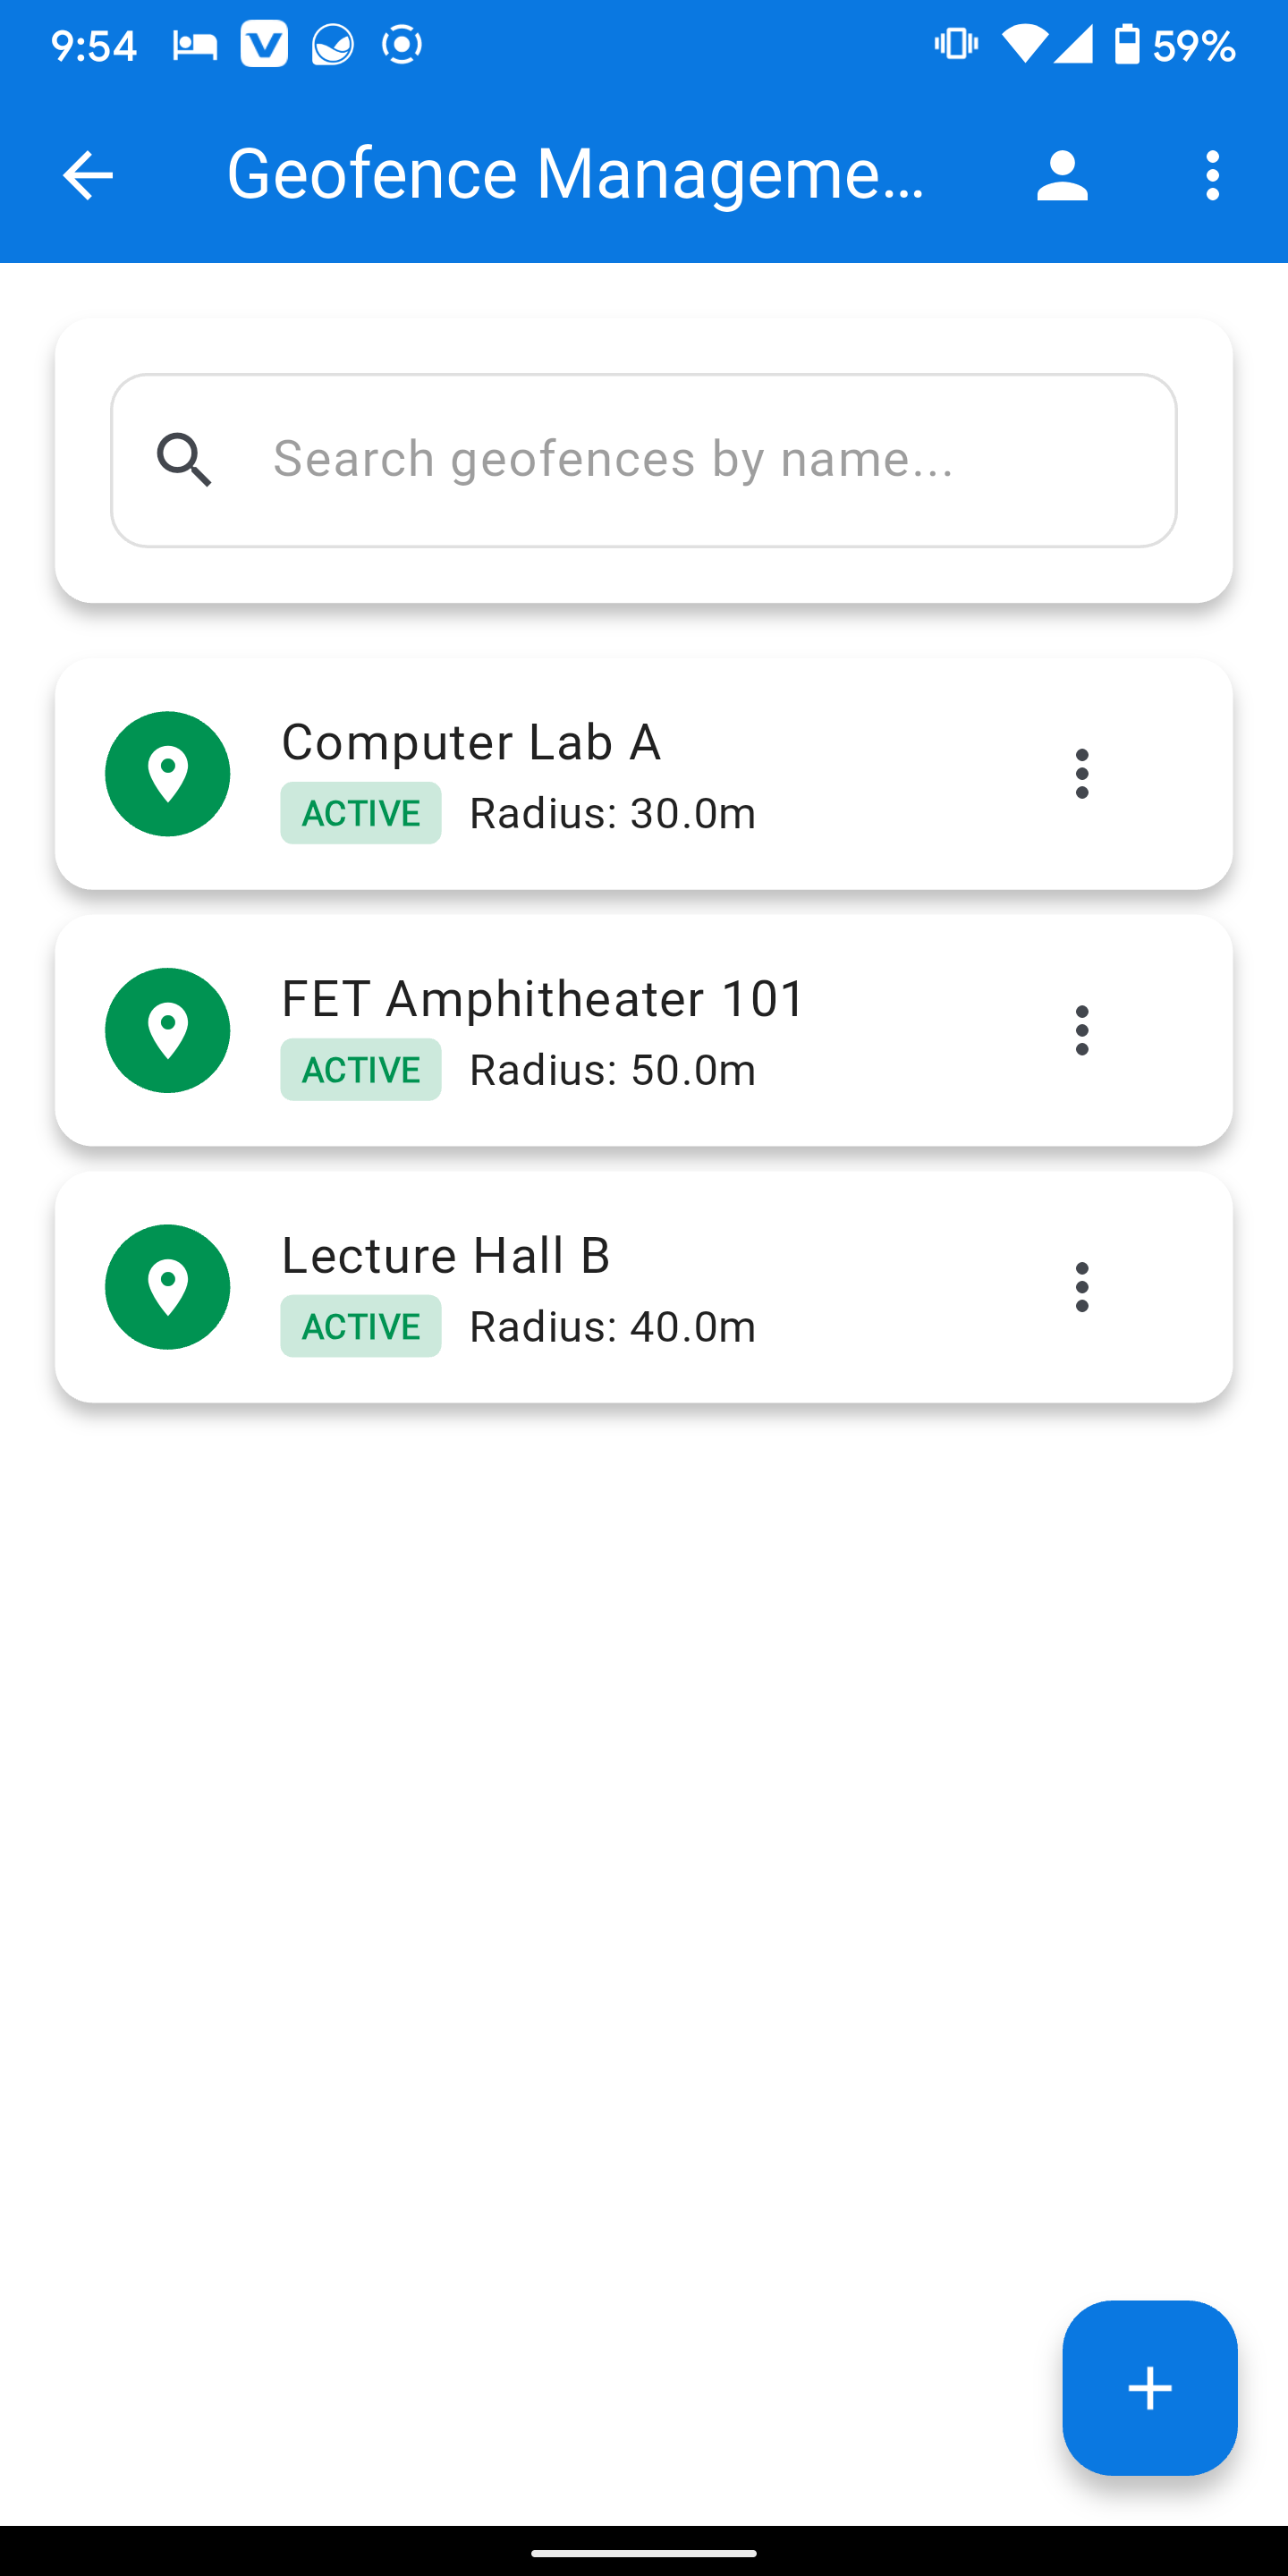 9:54 59%
Geofence Manageme...
Search geofences by name...
Computer Lab A
ACTIVE Radius: 30.0m
FET Amphitheater 101
ACTIVE Radius: 50.0m
Lecture Hall B
ACTIVE Radius: 40.0m